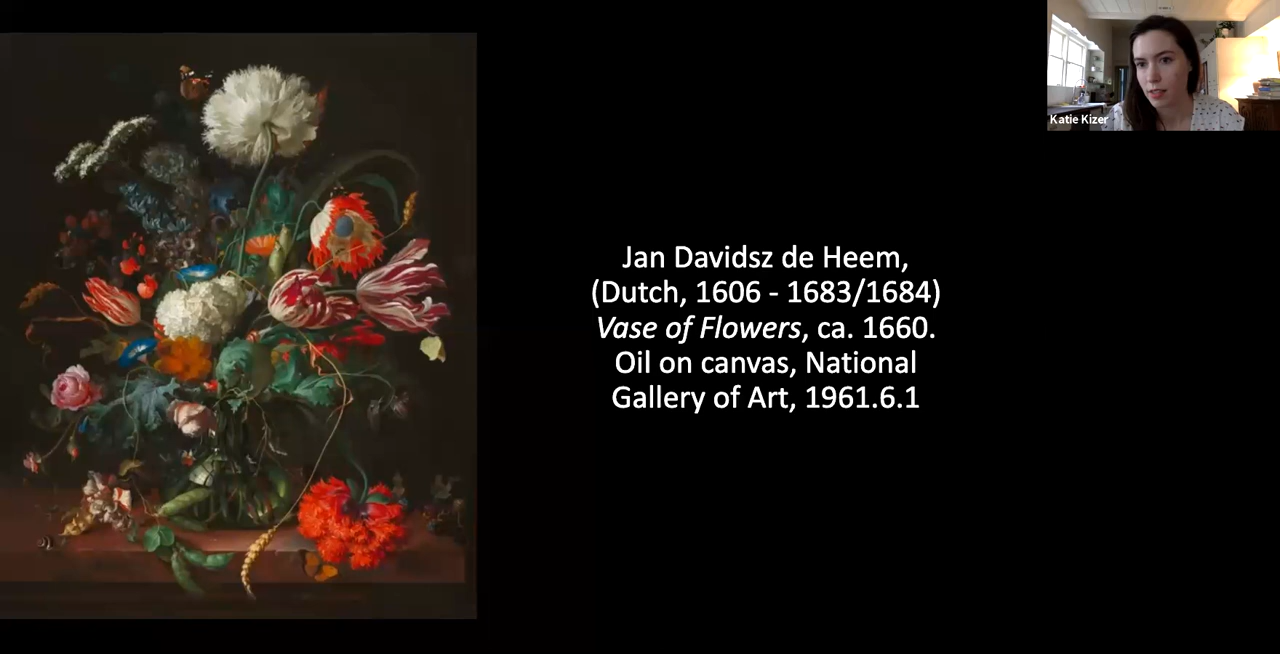 Katie Kizer
Jan Davidsz de Heem,
(Dutch, 1606 - 1683/1684)
Vase of Flowers, ca. 1660.
Oil on canvas, National
Gallery of Art, 1961.6.1